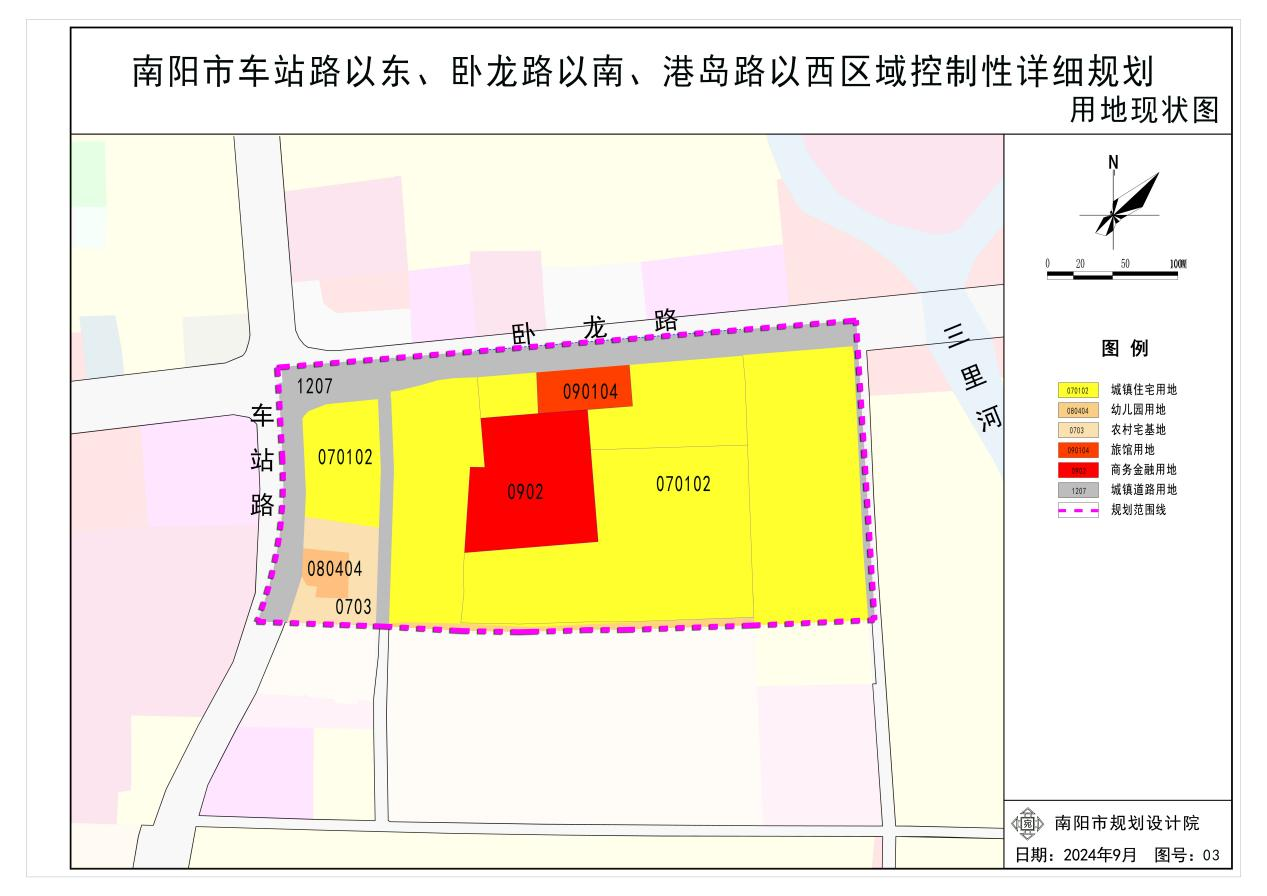 南阳市车站路以东、卧龙路以南、港岛路以西区域控制性详细规划
用地现状图
N
0 20 50 100M
卧龙路
三里河
车站路
1207
090104
070102
0902
070102
080404
0703
图例
070102 城镇住宅用地
080404 幼儿园用地
0703 农村宅基地
090104 旅馆用地
0902 商务金融用地
1207 城镇道路用地
规划范围线
宛 南阳市规划设计院
日期：2024年9月 图号：03